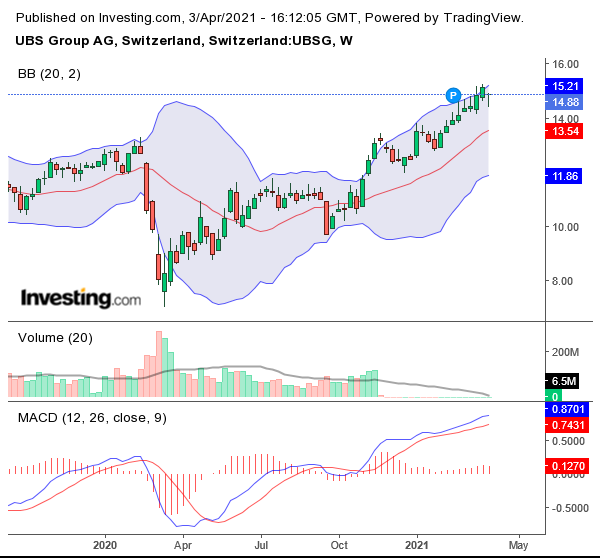 Published on Investing.com, 3/Apr/2021 - 16:12:05 GMT, Powered by TradingView.
UBS Group AG, Switzerland, Switzerland:UBSG, W
BB (20, 2)
16.00
15.21
P
14.88
14.00
13.54
11.86
10.00
8.00
Investing.com
Volume (20)
200M
6.5M
0
0.8701
MACD (12, 26, close, 9)
0.7431
0.5000
0.1270
0.0000
-0.5000
2020 Apr Jul Oct 2021 May